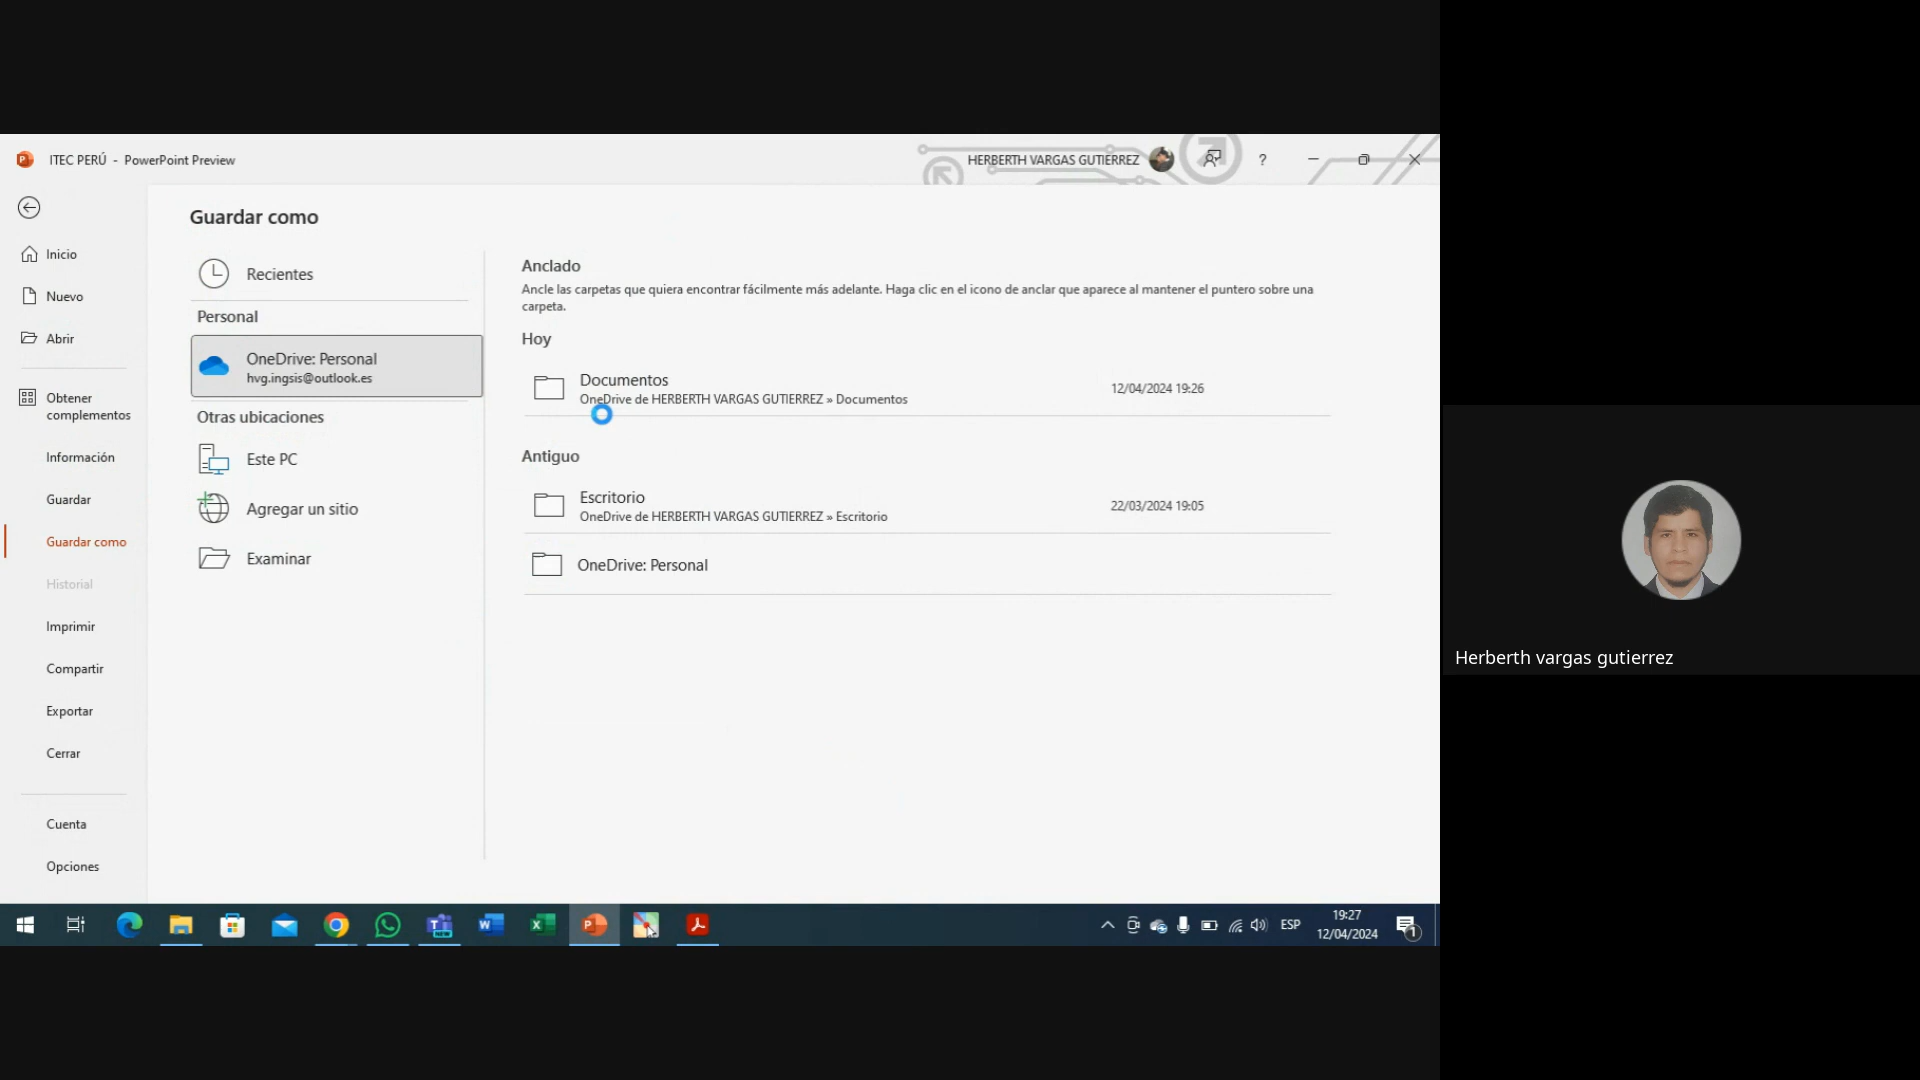 ITEC PERÚ - PowerPoint Preview
HERBERTH VARGAS GUTIERREZ
?
Guardar como
Inicio
Nuevo
Abrir
Obtener
complementos
Información
Guardar
Guardar como
Historial
Imprimir
Compartir
Exportar
Cerrar
Cuenta
Opciones
Recientes
Personal
OneDrive: Personal
hvg.ingsis@outlook.es
Otras ubicaciones
Este PC
Agregar un sitio
Examinar
Anclado
Ancle las carpetas que quiera encontrar fácilmente más adelante. Haga clic en el icono de anclar que aparece al mantener el puntero sobre una
carpeta.
Hoy
Documentos
12/04/2024 19:26
OneDrive de HERBERTH VARGAS GUTIERREZ » Documentos
Antiguo
Escritorio
22/03/2024 19:05
OneDrive de HERBERTH VARGAS GUTIERREZ » Escritorio
OneDrive: Personal
Herberth vargas gutierrez
ESP
19:27
12/04/2024
1